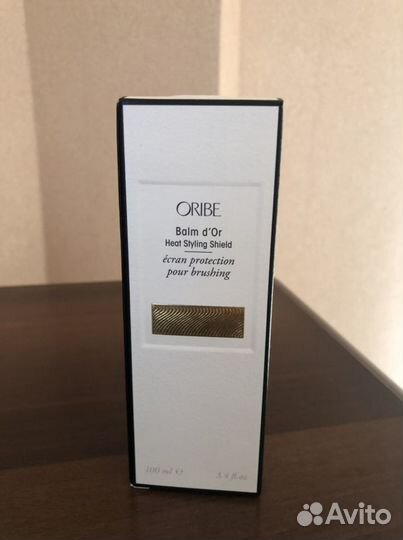 ORIBE
Balm d'Or
Heat Styling Shield
écran protection
pour brushing
100 ml ℮ 3.4 fl.oz
Avito